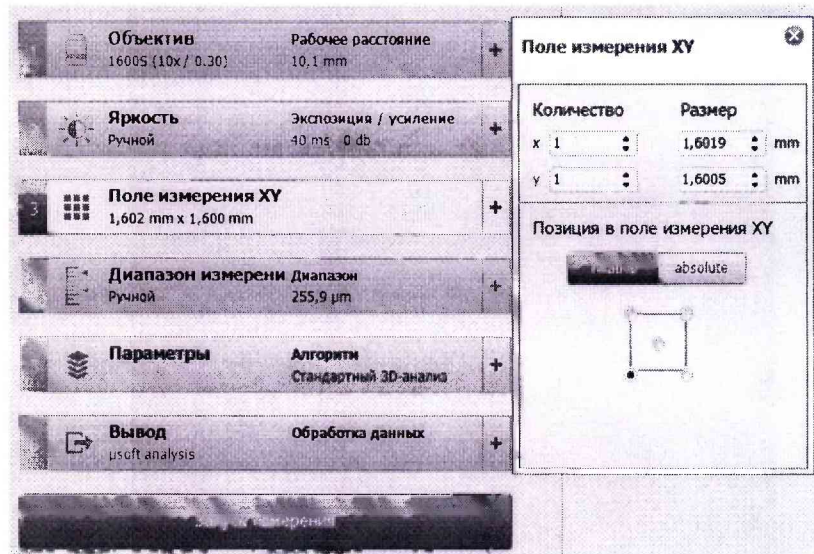 Объектив
Рабочее расстояние
1600S (10x / 0.30)
10,1 mm
Яркость
Экспозиция / усиление
Ручной
40 ms 0 db
3
Поле измерения XY
1,602 mm x 1,600 mm
Диапазон измерени
Диапазон
Ручной
255,9 µm
Параметры
Алгоритм
Стандартный 3D-анализ
Вывод
Обработка данных
µsoft analysis
измерения
Поле измерения XY
Количество
Размер
x 1
1,6019 mm
y 1
1,6005 mm
Позиция в поле измерения XY
absolute